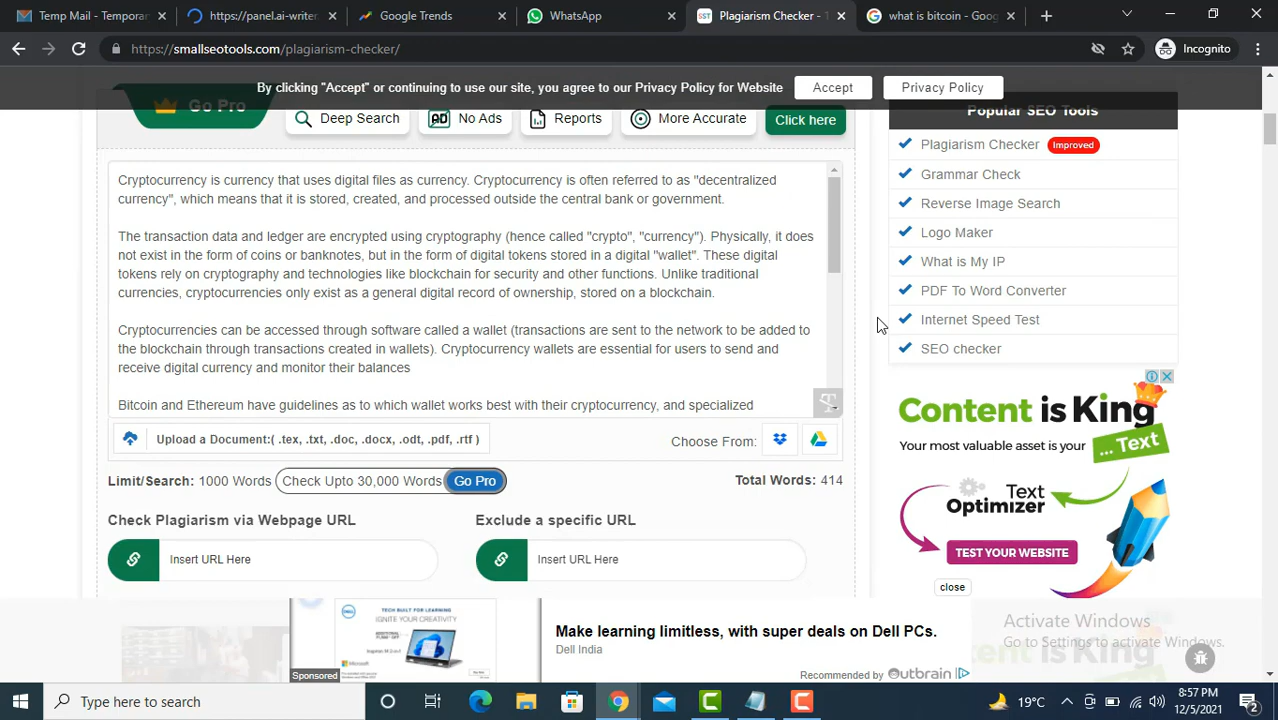 Temp Mail - Temporar
https://panel.ai-writer
Google Trends
WhatsApp
Plagiarism Checker - 1
what is bitcoin - Goog
https://smallseotools.com/plagiarism-checker/
Incognito
By clicking "Accept" or continuing to use our site, you agree to our Privacy Policy for Website
Accept
Privacy Policy
Go Pro
Deep Search
AD No Ads
Reports
More Accurate
Click here
Cryptocurrency is currency that uses digital files as currency. Cryptocurrency is often referred to as "decentralized
currency", which means that it is stored, created, and processed outside the central bank or government.
The transaction data and ledger are encrypted using cryptography (hence called "crypto", "currency"). Physically, it does
not exist in the form of coins or banknotes, but in the form of digital tokens stored in a digital "wallet". These digital
tokens rely on cryptography and technologies like blockchain for security and other functions. Unlike traditional
currencies, cryptocurrencies only exist as a general digital record of ownership, stored on a blockchain.
Cryptocurrencies can be accessed through software called a wallet (transactions are sent to the network to be added to
the blockchain through transactions created in wallets). Cryptocurrency wallets are essential for users to send and
receive digital currency and monitor their balances
Bitcoin and Ethereum have guidelines as to which wallet works best with their cryptocurrency, and specialized
Upload a Document:( .tex, .txt, .doc, .docx, .odt, .pdf, .rtf )
Choose From:
Limit/Search: 1000 Words
Check Upto 30,000 Words
Go Pro
Total Words: 414
Check Plagiarism via Webpage URL
Exclude a specific URL
Insert URL Here
Insert URL Here
Popular SEO Tools
Plagiarism Checker Improved
Grammar Check
Reverse Image Search
Logo Maker
What is My IP
PDF To Word Converter
Internet Speed Test
SEO checker
Content is King
Your most valuable asset is your
... Text
Text
Optimizer
TEST YOUR WEBSITE
close
TECH BUILT FOR LEARNING
IGNITE YOUR CREATIVITY
Microsoft
Sponsored
Make learning limitless, with super deals on Dell PCs.
Dell India
Recommended by Outbrain
Activate Windows
Go to Settings to activate Windows.
Type here to search
19°C
8:57 PM
12/5/2021
2